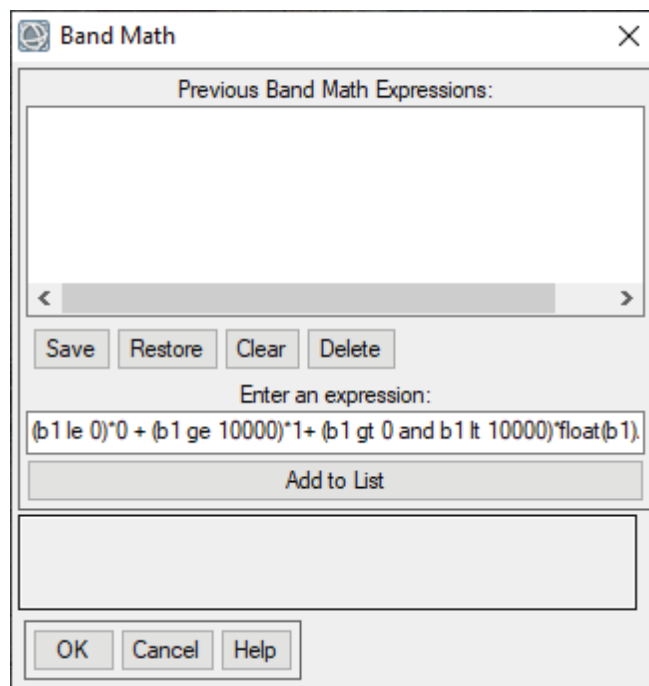 Band Math
Previous Band Math Expressions:
Save Restore Clear Delete
Enter an expression:
(b1 le 0)*0 + (b1 ge 10000)*1+ (b1 gt 0 and b1 lt 10000)*float(b1).
Add to List
OK Cancel Help